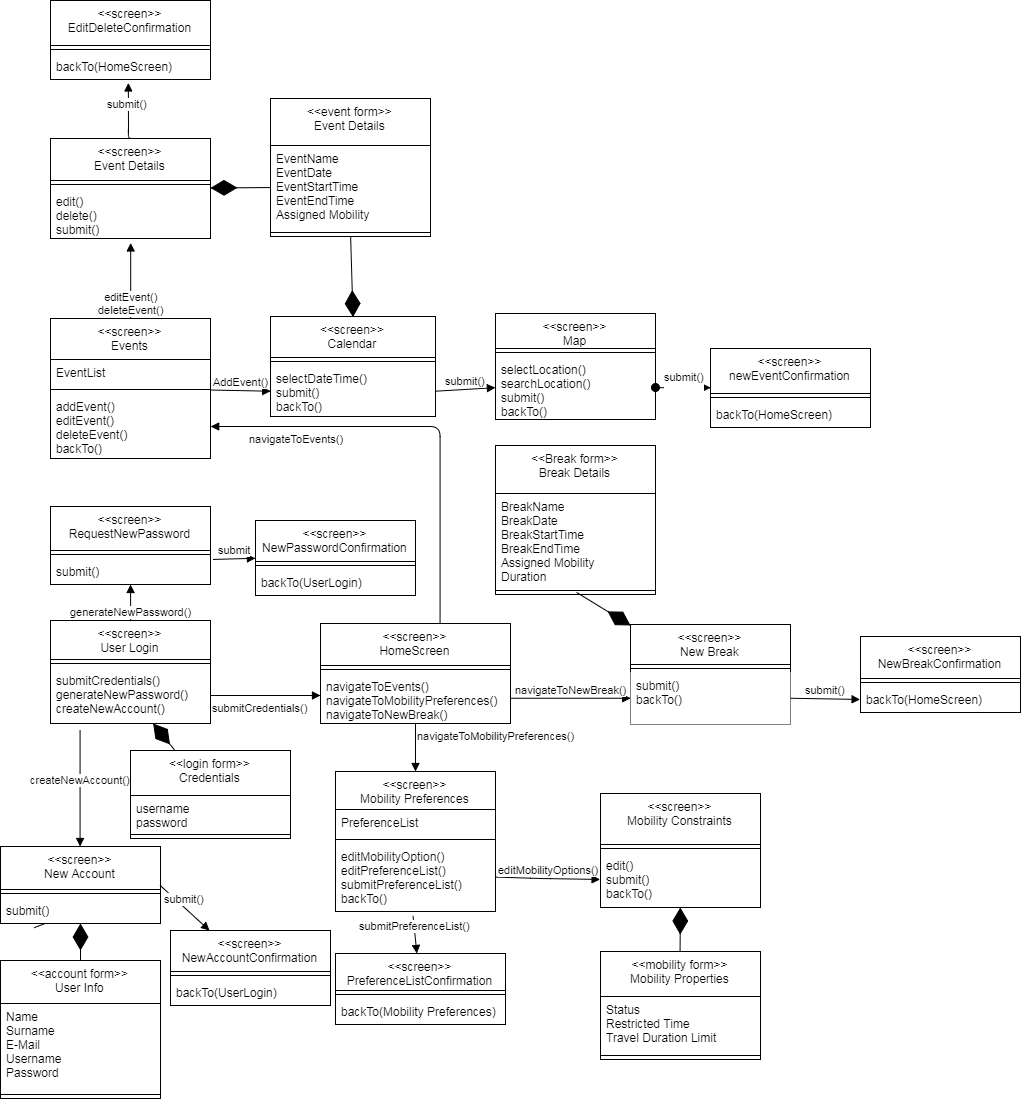 <<screen>>
EditDeleteConfirmation
backTo(HomeScreen)
submit()
<<screen>>
Event Details
edit()
delete()
submit()
<<event form>>
Event Details
EventName
EventDate
EventStartTime
EventEndTime
Assigned Mobility
editEvent()
deleteEvent()
<<screen>>
Events
EventList
addEvent()
editEvent()
deleteEvent()
backTo()
AddEvent()
<<screen>>
Calendar
selectDateTime()
submit()
backTo()
submit()
<<screen>>
Map
selectLocation()
searchLocation()
submit()
backTo()
submit()
<<screen>>
newEventConfirmation
backTo(HomeScreen)
navigateToEvents()
<<Break form>>
Break Details
BreakName
BreakDate
BreakStartTime
BreakEndTime
Assigned Mobility
Duration
<<screen>>
RequestNewPassword
submit()
submit
<<screen>>
NewPasswordConfirmation
backTo(UserLogin)
generateNewPassword()
<<screen>>
User Login
submitCredentials()
generateNewPassword()
createNewAccount()
submitCredentials()
<<screen>>
HomeScreen
navigateToEvents()
navigateToMobilityPreferences()
navigateToNewBreak()
navigateToNewBreak()
<<screen>>
New Break
submit()
backTo()
submit()
<<screen>>
NewBreakConfirmation
backTo(HomeScreen)
navigateToMobilityPreferences()
<<login form>>
Credentials
username
password
createNewAccount()
<<screen>>
Mobility Preferences
PreferenceList
editMobilityOption()
editPreferenceList()
submitPreferenceList()
backTo()
editMobilityOptions()
<<screen>>
Mobility Constraints
edit()
submit()
backTo()
<<screen>>
New Account
submit()
submit()
<<screen>>
NewAccountConfirmation
backTo(UserLogin)
submitPreferenceList()
<<screen>>
PreferenceListConfirmation
backTo(Mobility Preferences)
<<mobility form>>
Mobility Properties
Status
Restricted Time
Travel Duration Limit
<<account form>>
User Info
Name
Surname
E-Mail
Username
Password